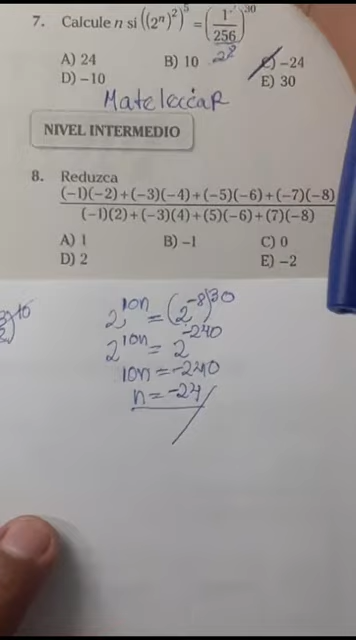 7. Calcule n sí ((2ⁿ)²)⁵ = (1/256)³⁰
2⁸
A) 24 B) 10 C) –24
D) –10 E) 30
Mateleccar
NIVEL INTERMEDIO
8. Reduzca
(–1)(–2)+(–3)(–4)+(–5)(–6)+(–7)(–8)
(–1)(2)+(–3)(4)+(5)(–6)+(7)(–8)
A) 1 B) –1 C) 0
D) 2 E) –2
2¹⁰ⁿ = (2⁻⁸)³⁰
2¹⁰ⁿ = 2⁻²⁴⁰
10n = –240
n = –24